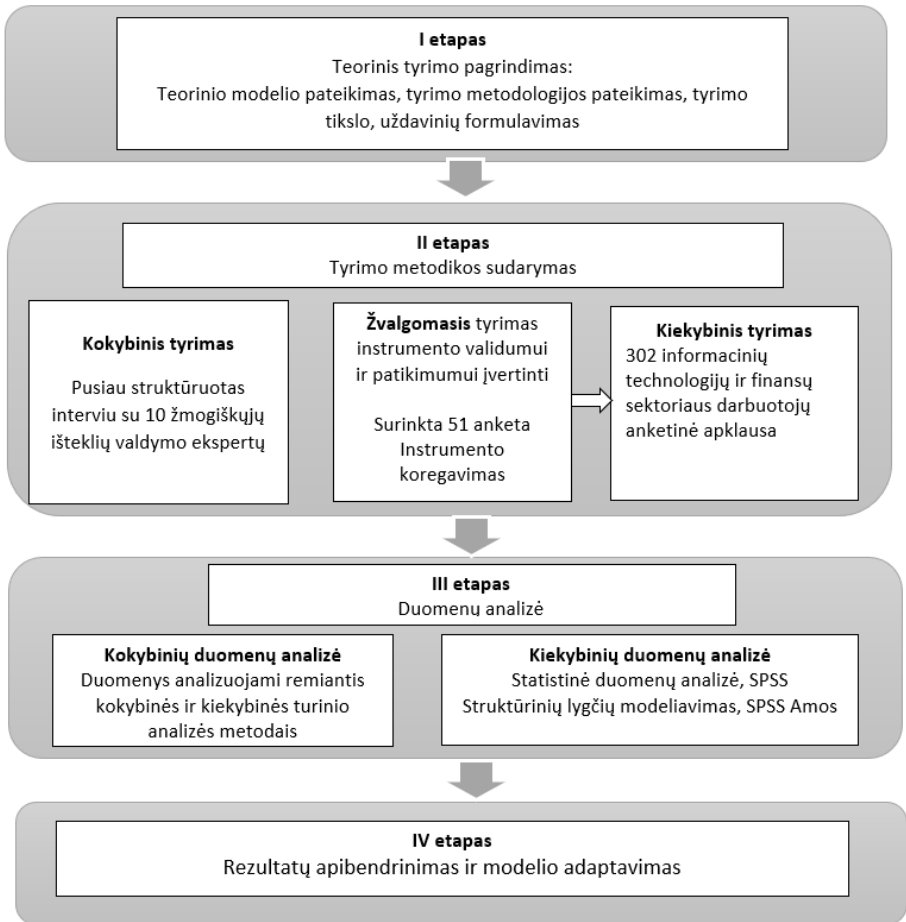 I etapas
Teorinis tyrimo pagrindimas:
Teorinio modelio pateikimas, tyrimo metodologijos pateikimas, tyrimo
tikslo, uždavinių formulavimas
II etapas
Tyrimo metodikos sudarymas
Kokybinis tyrimas
Pusiau struktūruotas
interviu su 10 žmogiškųjų
išteklių valdymo ekspertų
Žvalgomasis tyrimas
instrumento validumui
ir patikimumui įvertinti
Surinkta 51 anketa
Instrumento
koregavimas
Kiekybinis tyrimas
302 informacinių
technologijų ir finansų
sektoriaus darbuotojų
anketinė apklausa
III etapas
Duomenų analizė
Kokybinių duomenų analizė
Duomenys analizuojami remiantis
kokybinės ir kiekybinės turinio
analizės metodais
Kiekybinių duomenų analizė
Statistinė duomenų analizė, SPSS
Struktūrinių lygčių modeliavimas, SPSS Amos
IV etapas
Rezultatų apibendrinimas ir modelio adaptavimas